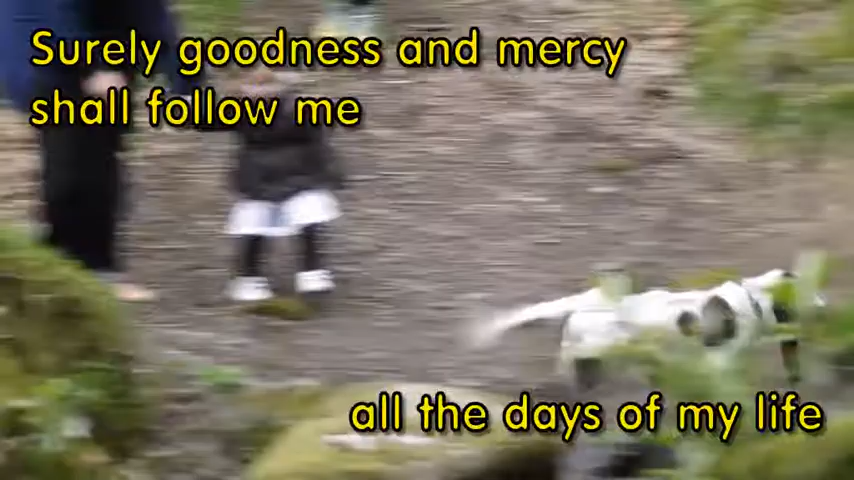 Surely goodness and mercy
shall follow me
all the days of my life